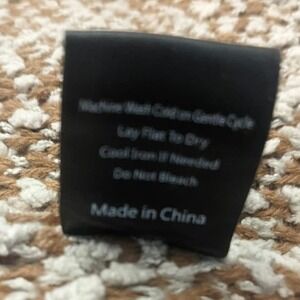 Machine Wash Cold on Gentle Cycle
Lay Flat To Dry
Cool Iron If Needed
Do Not Bleach
Made in China